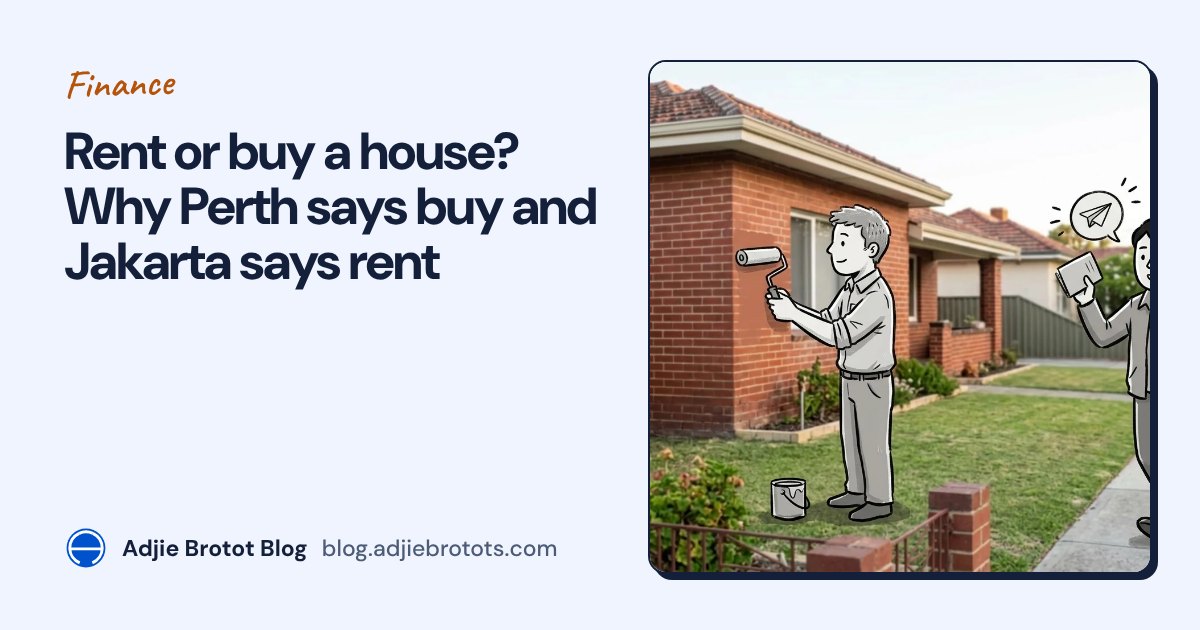 Finance
Rent or buy a house?
Why Perth says buy and
Jakarta says rent
Adjie Brotot Blog blog.adjiebrotots.com